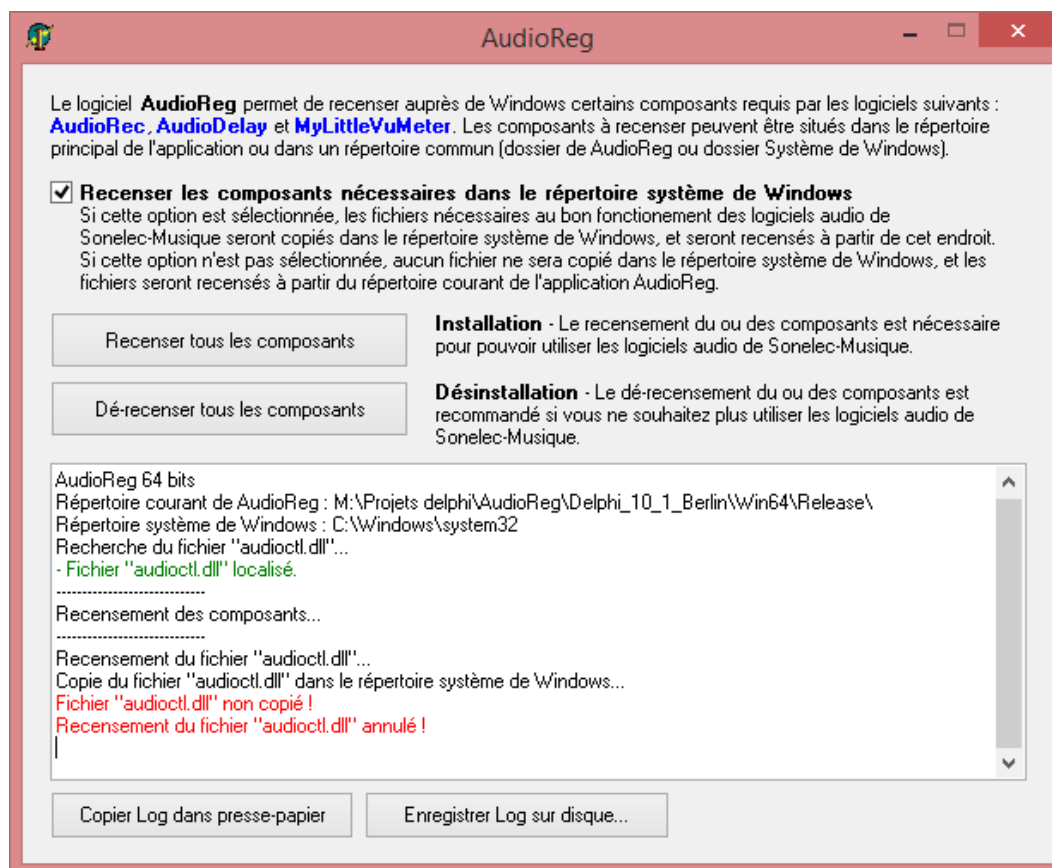 AudioReg
Le logiciel AudioReg permet de recenser auprès de Windows certains composants requis par les logiciels suivants :
AudioRec, AudioDelay et MyLittleVuMeter. Les composants à recenser peuvent être situés dans le répertoire
principal de l'application ou dans un répertoire commun (dossier de AudioReg ou dossier Système de Windows).
Recenser les composants nécessaires dans le répertoire système de Windows
Si cette option est sélectionnée, les fichiers nécessaires au bon fonctionement des logiciels audio de
Sonelec-Musique seront copiés dans le répertoire système de Windows, et seront recensés à partir de cet endroit.
Si cette option n'est pas sélectionnée, aucun fichier ne sera copié dans le répertoire système de Windows, et les
fichiers seront recensés à partir du répertoire courant de l'application AudioReg.
Recenser tous les composants
Installation - Le recensement du ou des composants est nécessaire
pour pouvoir utiliser les logiciels audio de Sonelec-Musique.
Dé-recenser tous les composants
Désinstallation - Le dé-recensement du ou des composants est
recommandé si vous ne souhaitez plus utiliser les logiciels audio de
Sonelec-Musique.
AudioReg 64 bits
Répertoire courant de AudioReg : M:\Projets delphi\AudioReg\Delphi_10_1_Berlin\Win64\Release\
Répertoire système de Windows : C:\Windows\system32
Recherche du fichier "audioctl.dll"...
- Fichier "audioctl.dll" localisé.
-----------------------------
Recensement des composants...
-----------------------------
Recensement du fichier "audioctl.dll"...
Copie du fichier "audioctl.dll" dans le répertoire système de Windows...
Fichier "audioctl.dll" non copié !
Recensement du fichier "audioctl.dll" annulé !
Copier Log dans presse-papier
Enregistrer Log sur disque...